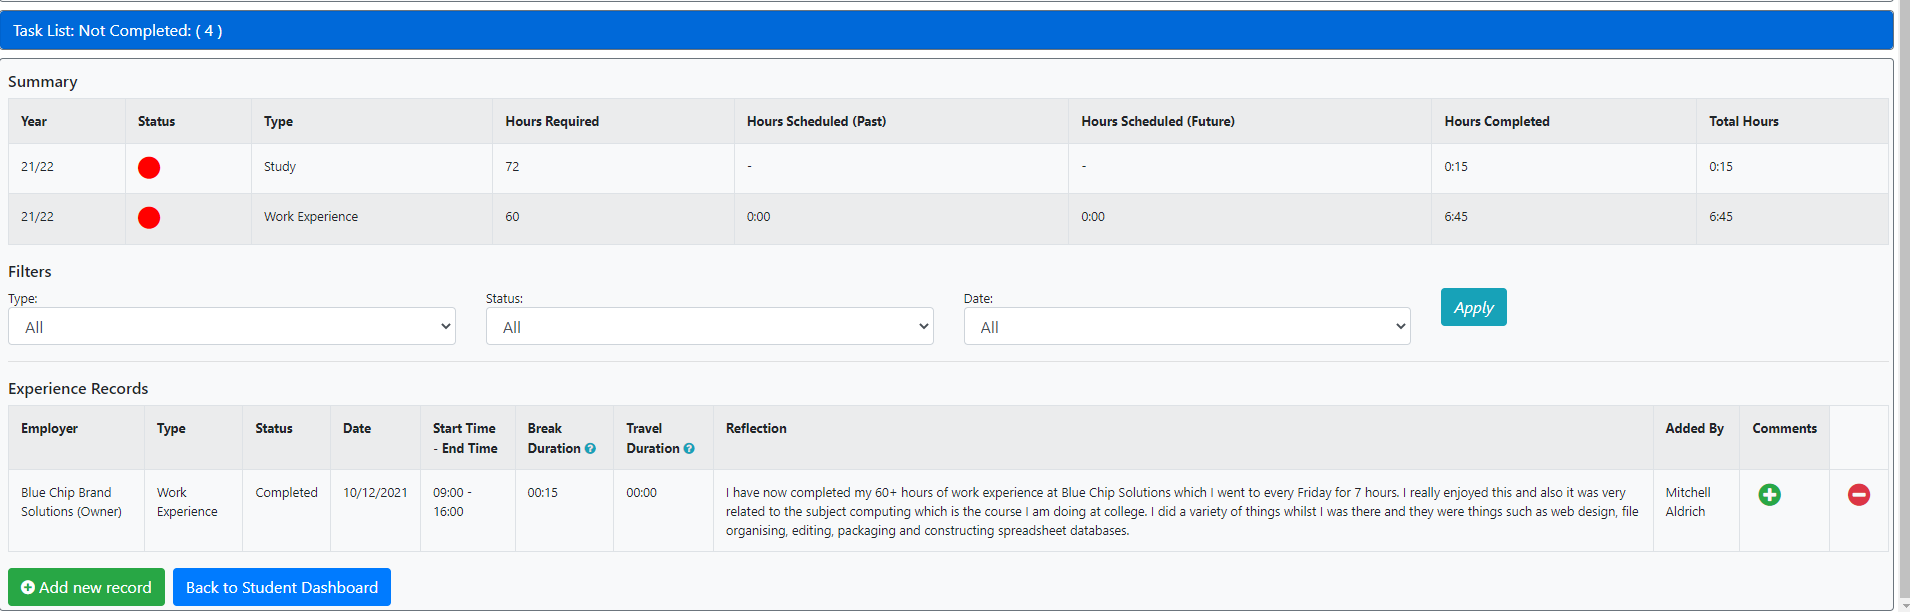 Task List: Not Completed: ( 4 )
Summary
Year Status Type Hours Required Hours Scheduled (Past) Hours Scheduled (Future) Hours Completed Total Hours
21/22 Study 72 - - 0:15 0:15
21/22 Work Experience 60 0:00 0:00 6:45 6:45
Filters
Type: Status: Date:
All All All Apply
Experience Records
Employer Type Status Date Start Time - End Time Break Duration ? Travel Duration ? Reflection Added By Comments
Blue Chip Brand Work Completed 10/12/2021 09:00 - 00:15 00:00 I have now completed my 60+ hours of work experience at Blue Chip Solutions which I went to every Friday for 7 hours. I really enjoyed this and also it was very Mitchell
Solutions (Owner) Experience 16:00 related to the subject computing which is the course I am doing at college. I did a variety of things whilst I was there and they were things such as web design, file Aldrich
organising, editing, packaging and constructing spreadsheet databases.
Add new record Back to Student Dashboard